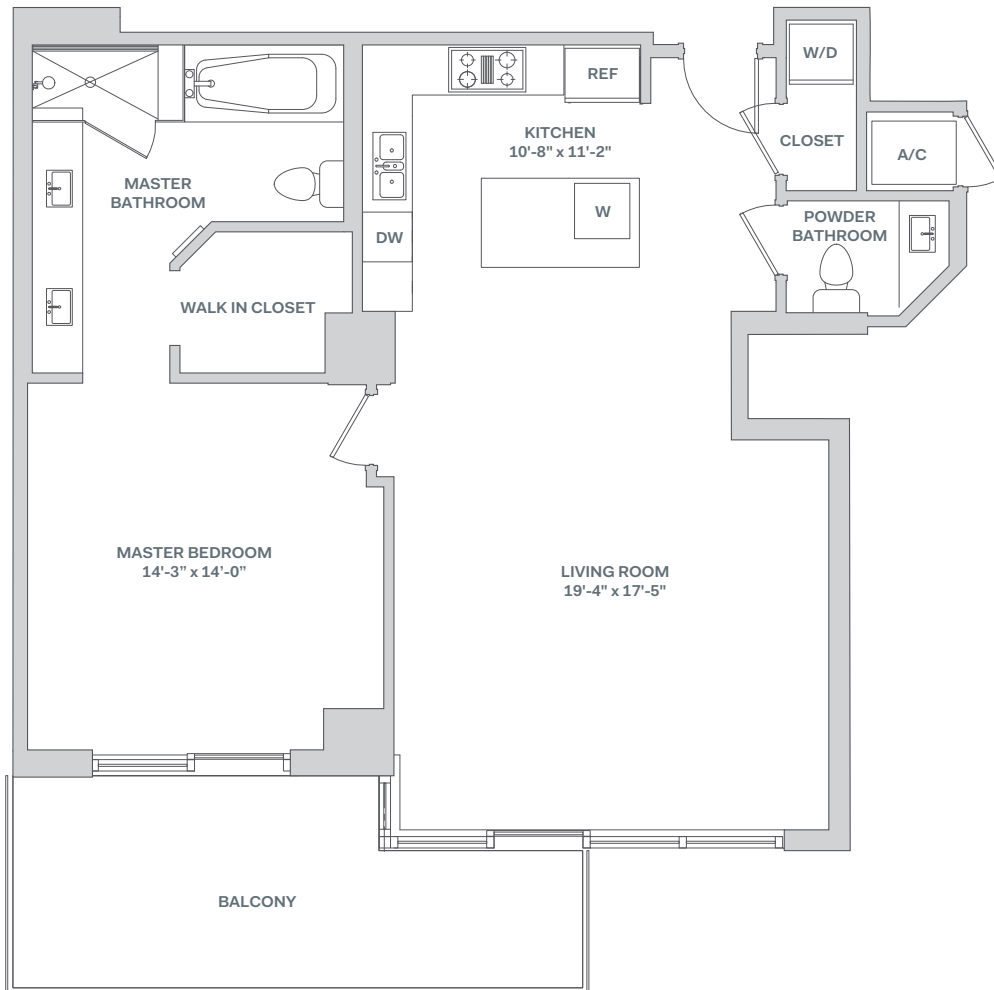 W/D
REF
KITCHEN
10'-8" x 11'-2"
CLOSET
A/C
MASTER
BATHROOM
W
POWDER
BATHROOM
DW
WALK IN CLOSET
MASTER BEDROOM
14'-3” x 14’-0”
LIVING ROOM
19'-4" x 17'-5"
BALCONY